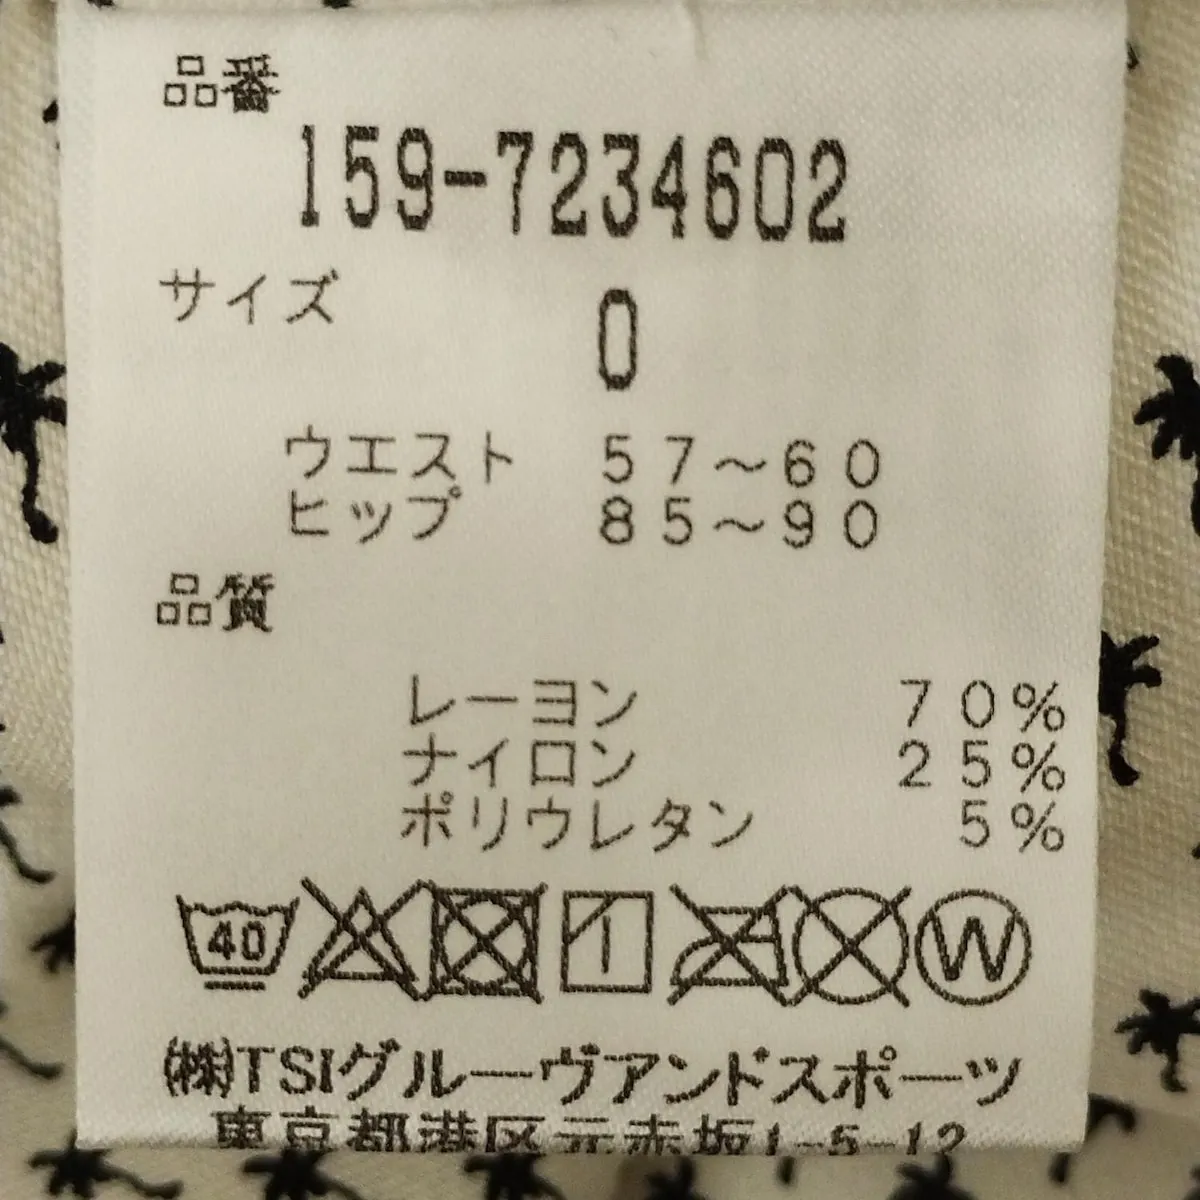 品番
159-7234602
サイズ
0
ウエスト 57～60
ヒップ 85～90
品質
レーヨン 70%
ナイロン 25%
ポリウレタン 5%
40 W
㈱TSIグルーヴアンドスポーツ
東京都港区元赤坂1-5-12